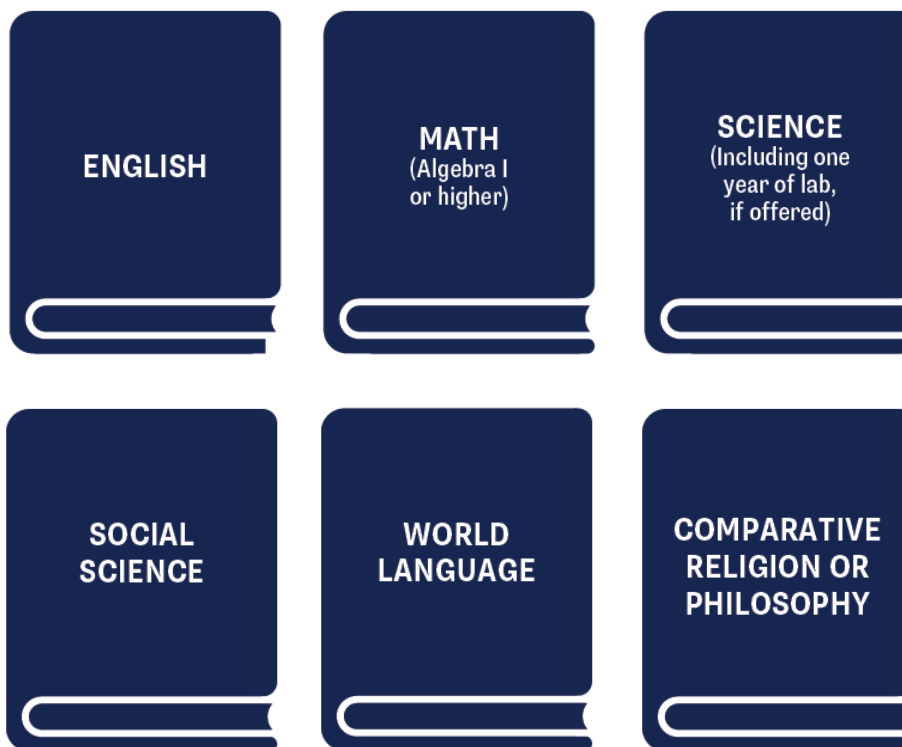 ENGLISH
MATH
(Algebra I
or higher)
SCIENCE
(Including one
year of lab,
if offered)
SOCIAL
SCIENCE
WORLD
LANGUAGE
COMPARATIVE
RELIGION OR
PHILOSOPHY